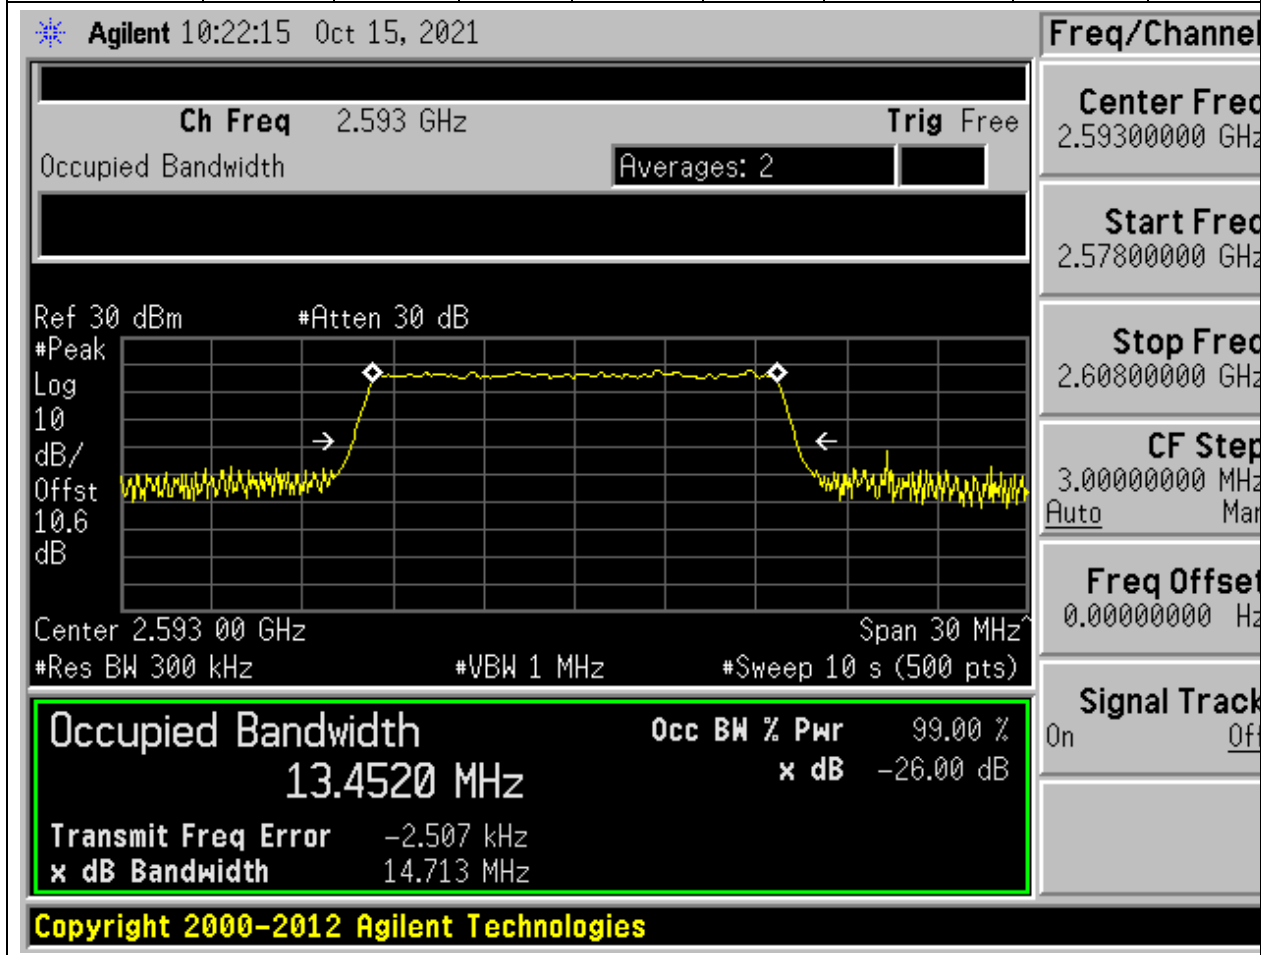 Agilent 10:22:15 Oct 15, 2021
Freq/Channel
Ch Freq 2.593 GHz Trig Free
Occupied Bandwidth Averages: 2
Center Freq
2.59300000 GHz
Start Freq
2.57800000 GHz
Stop Freq
2.60800000 GHz
CF Step
3.00000000 MHz
Auto Man
Freq Offset
0.00000000 Hz
Signal Track
On Off
Ref 30 dBm #Atten 30 dB
#Peak
Log
10
dB/
Offst
10.6
dB
Center 2.593 00 GHz Span 30 MHz^
#Res BW 300 kHz #VBW 1 MHz #Sweep 10 s (500 pts)
Occupied Bandwidth Occ BW % Pwr 99.00 %
13.4520 MHz x dB -26.00 dB
Transmit Freq Error -2.507 kHz
x dB Bandwidth 14.713 MHz
Copyright 2000-2012 Agilent Technologies